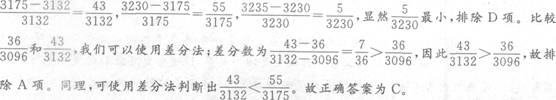 $\frac{3175-3132}{3132}=\frac{43}{3132}$,$\frac{3230-3175}{3175}=\frac{55}{3175}$,$\frac{3235-3230}{3230}=\frac{5}{3230}$,显然$\frac{5}{3230}$最小,排除 D 项。比较
$\frac{36}{3096}$和$\frac{43}{3132}$,我们可以使用差分法;差分数为$\frac{43-36}{3132-3096}=\frac{7}{36}>\frac{36}{3096}$,因此$\frac{43}{3132}>\frac{36}{3096}$,故排
除 A 项。同理,可使用差分法判断出$\frac{43}{3132}<\frac{55}{3175}$。故正确答案为 C。